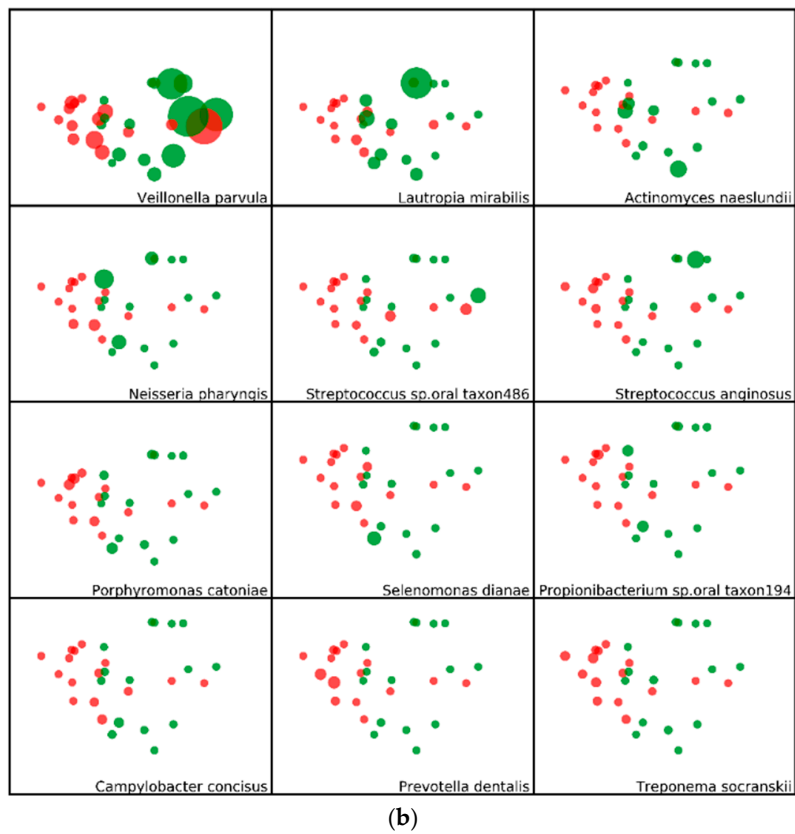 Veillonella parvula
Lautropia mirabilis
Actinomyces naeslundii
Neisseria pharyngis
Streptococcus sp.oral taxon486
Streptococcus anginosus
Porphyromonas catoniae
Selenomonas dianae
Propionibacterium sp.oral taxon194
Campylobacter concisus
Prevotella dentalis
Treponema socranskii
(b)